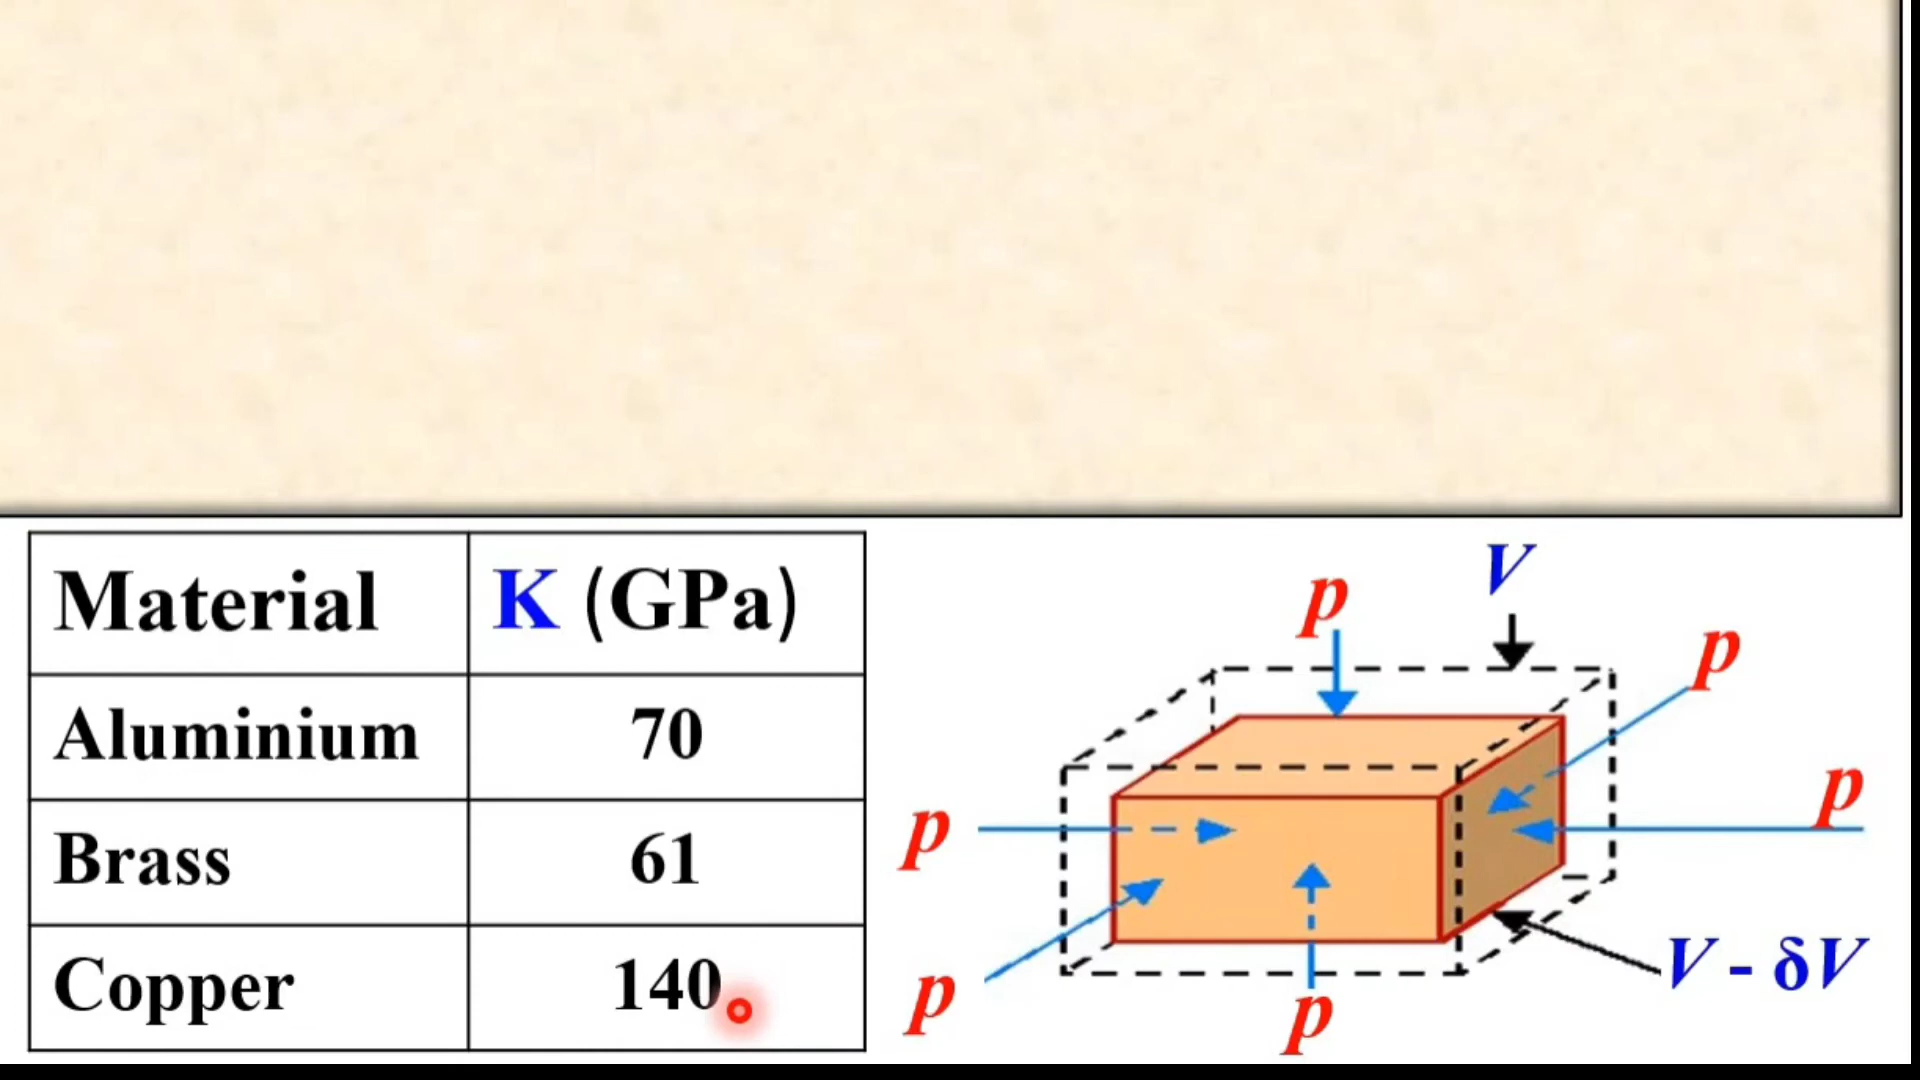 Material K (GPa)
Aluminium 70
Brass 61
Copper 140
p
V
p
p
p
p
V - δV
p